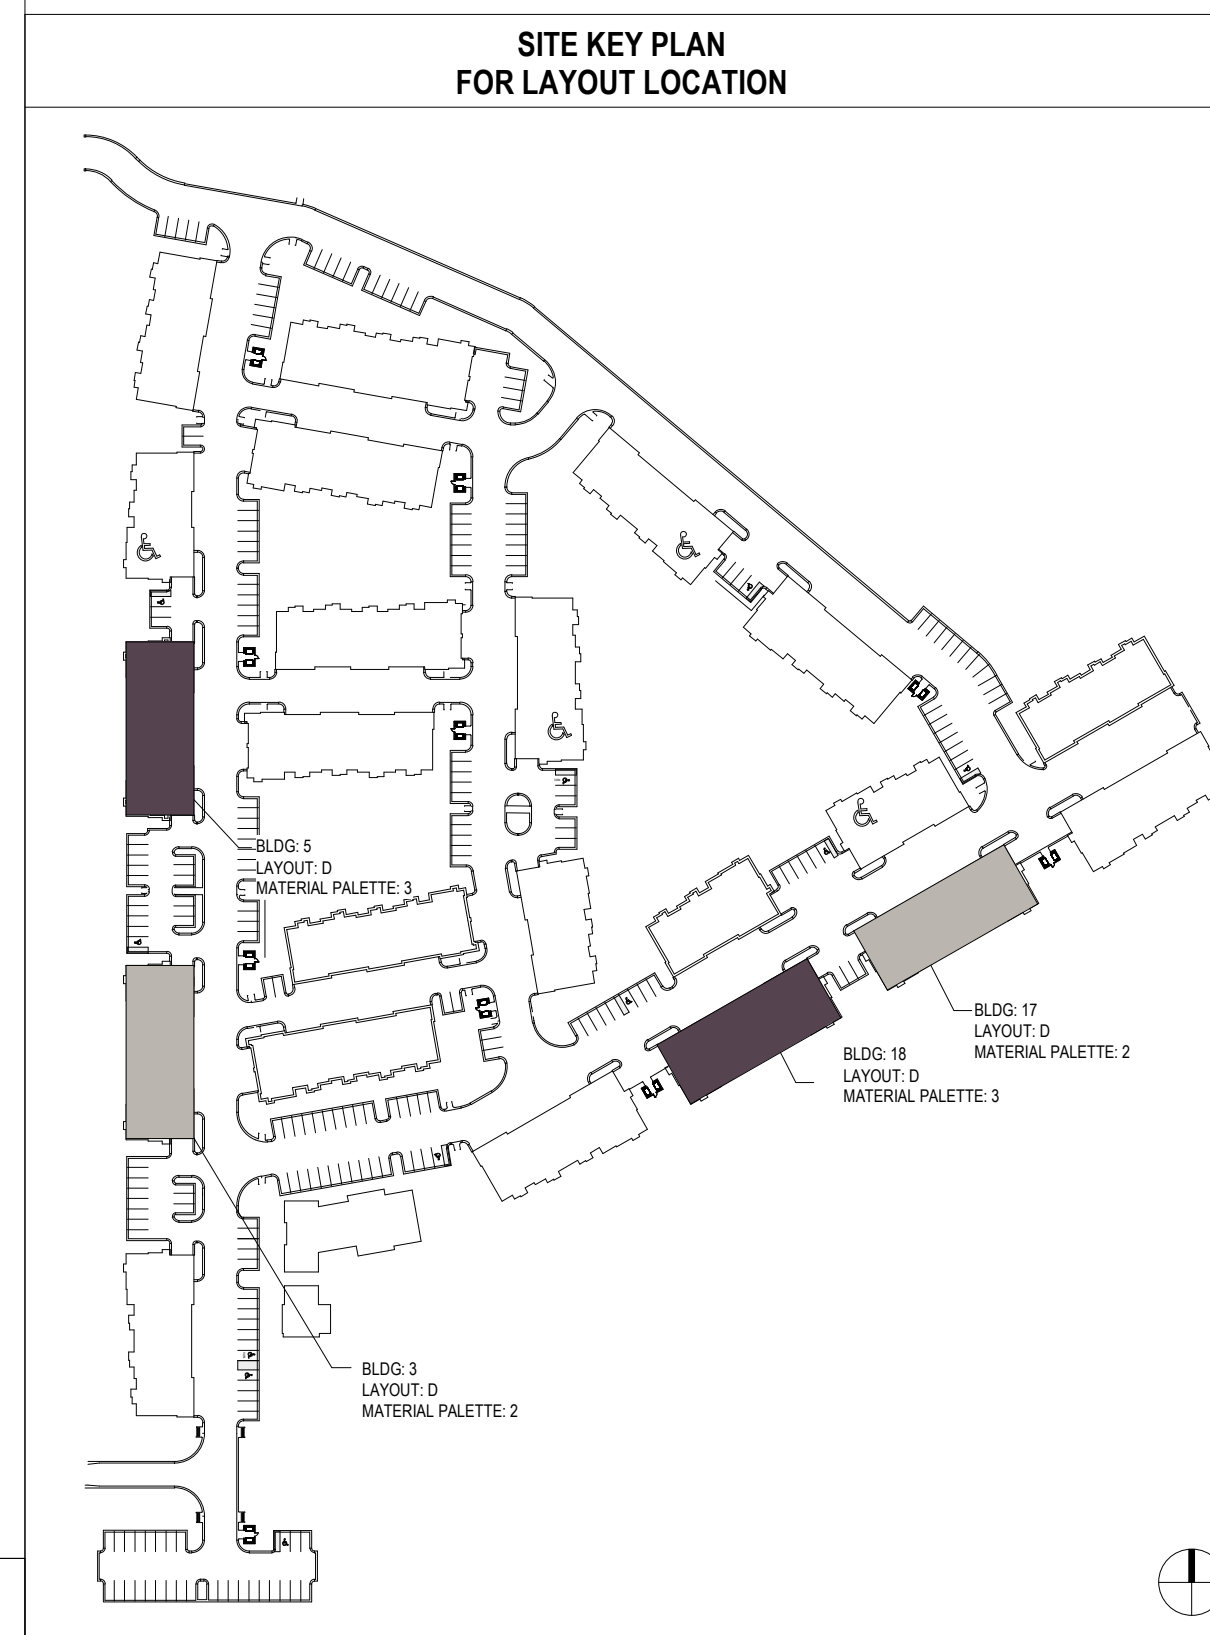 SITE KEY PLAN
FOR LAYOUT LOCATION
BLDG: 5
LAYOUT: D
MATERIAL PALETTE: 3
BLDG: 17
LAYOUT: D
MATERIAL PALETTE: 2
BLDG: 18
LAYOUT: D
MATERIAL PALETTE: 3
BLDG: 3
LAYOUT: D
MATERIAL PALETTE: 2